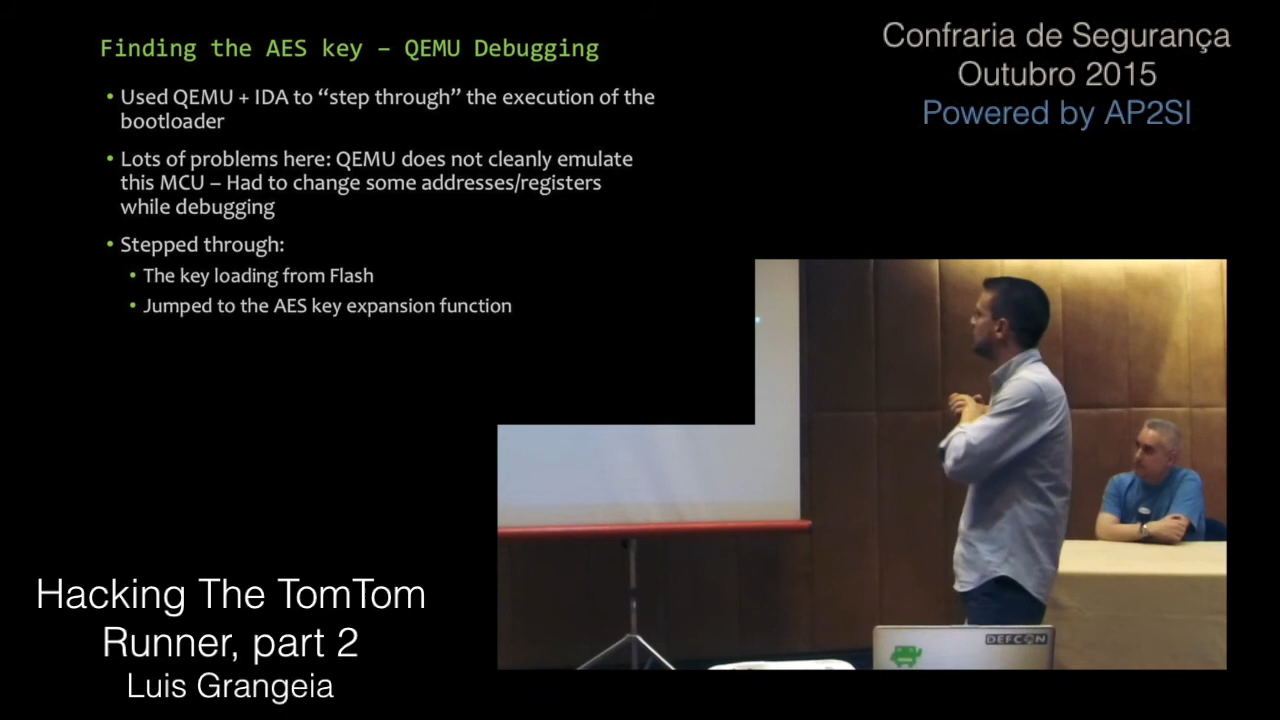 Finding the AES key – QEMU Debugging
• Used QEMU + IDA to “step through” the execution of the
bootloader
• Lots of problems here: QEMU does not cleanly emulate
this MCU – Had to change some addresses/registers
while debugging
• Stepped through:
• The key loading from Flash
• Jumped to the AES key expansion function
Confraria de Segurança
Outubro 2015
Powered by AP2SI
DEFCON
Hacking The TomTom
Runner, part 2
Luis Grangeia